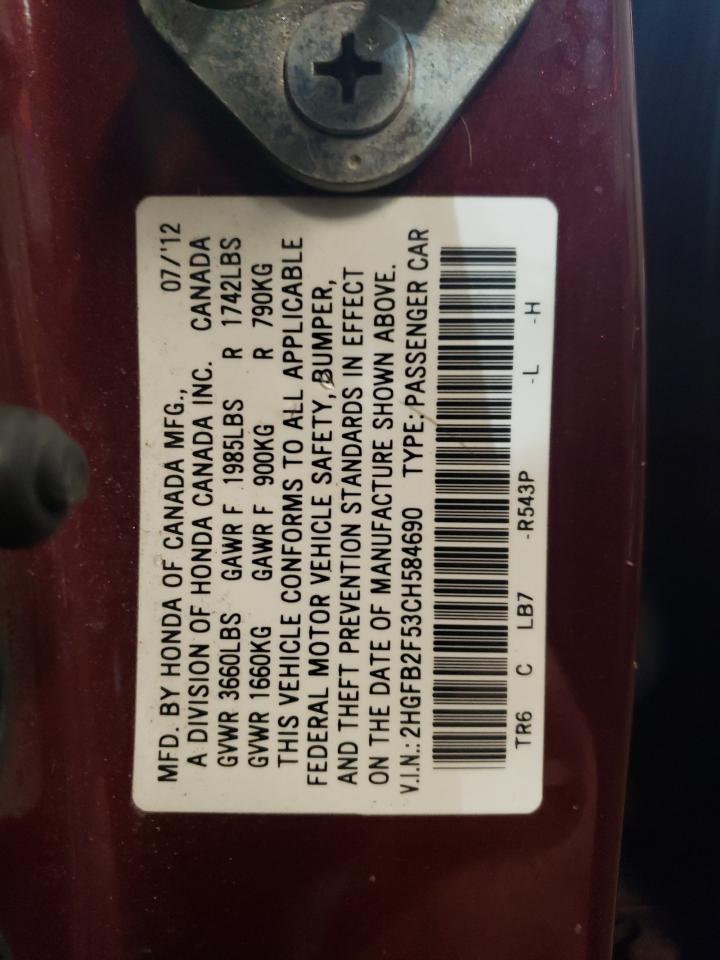 MFD. BY HONDA OF CANADA MFG., 07/'12
A DIVISION OF HONDA CANADA INC. CANADA
GVWR 3660LBS GAWR F 1985LBS R 1742LBS
GVWR 1660KG GAWR F 900KG R 790KG
THIS VEHICLE CONFORMS TO ALL APPLICABLE
FEDERAL MOTOR VEHICLE SAFETY, BUMPER,
AND THEFT PREVENTION STANDARDS IN EFFECT
ON THE DATE OF MANUFACTURE SHOWN ABOVE.
V.I.N.: 2HGFB2F53CH584690 TYPE: PASSENGER CAR
TR6 C LB7 -R543P -L -H